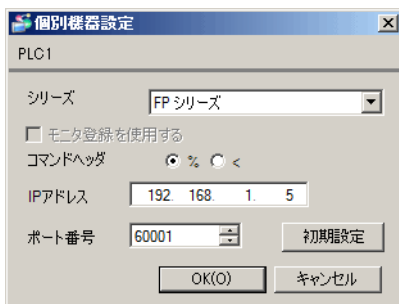 個別機器設定
PLC1
シリーズ FPシリーズ
モニタ登録を使用する
コマンドヘッダ % <
IPアドレス 192. 168. 1. 5
ポート番号 60001 初期設定
OK(O) キャンセル